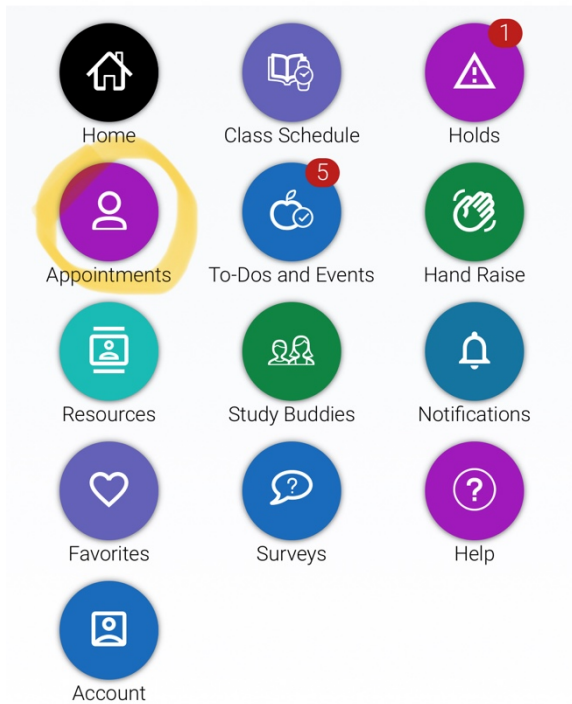 1
Home
Class Schedule
Holds
5
Appointments
To-Dos and Events
Hand Raise
Resources
Study Buddies
Notifications
Favorites
?
Surveys
?
Help
Account